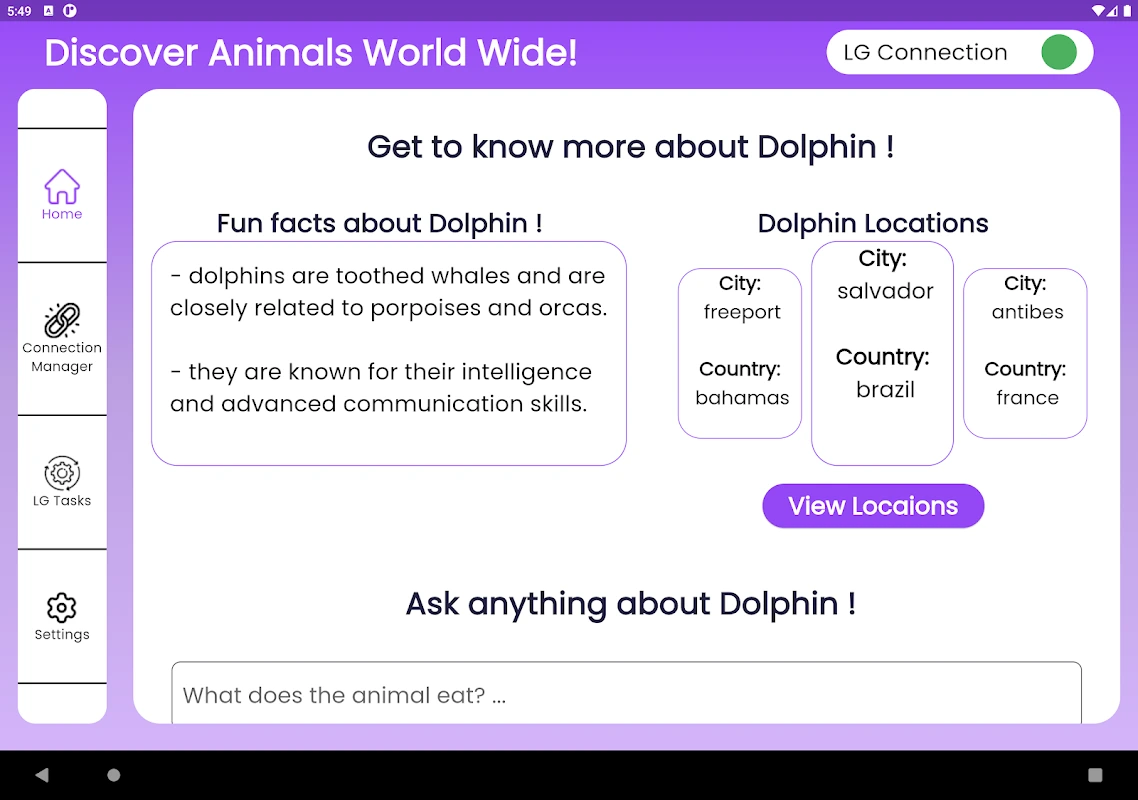 5:49
Discover Animals World Wide!
LG Connection
Home
Connection
Manager
LG Tasks
Settings
Get to know more about Dolphin !
Fun facts about Dolphin !
- dolphins are toothed whales and are
closely related to porpoises and orcas.
- they are known for their intelligence
and advanced communication skills.
Dolphin Locations
City:
freeport
Country:
bahamas
City:
salvador
Country:
brazil
City:
antibes
Country:
france
View Locaions
Ask anything about Dolphin !
What does the animal eat? ...